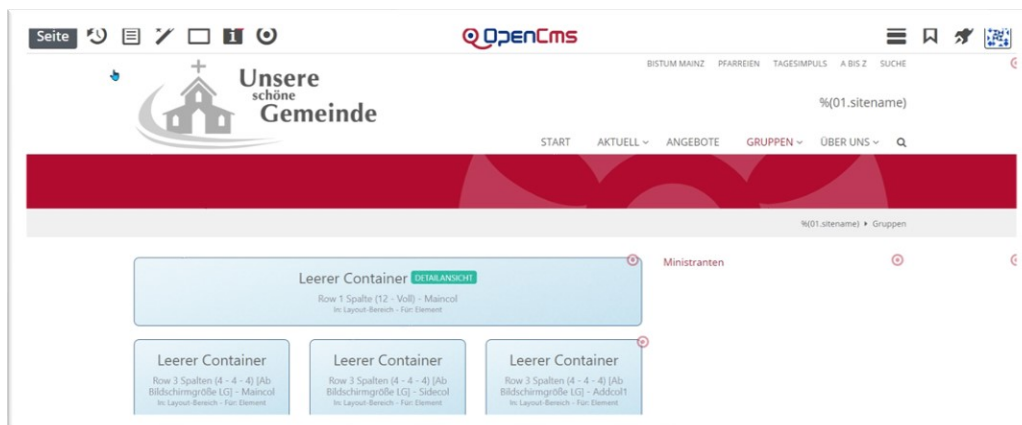 Seite
OpenCms
BISTUM MAINZ PFARREIEN TAGESIMPULS A BIS Z SUCHE
Unsere
schöne
Gemeinde
%(01.sitename)
START AKTUELL ANGEBOTE GRUPPEN ÜBER UNS
%(01.sitename) Gruppen
Leerer Container DETAILANSICHT
Row 1 Spalte (12 - Voll) - Maincol
In: Layout-Bereich - Für: Element
Ministranten
Leerer Container
Row 3 Spalten (4 - 4 - 4) [Ab
Bildschirmgröße LG] - Maincol
In: Layout-Bereich - Für: Element
Leerer Container
Row 3 Spalten (4 - 4 - 4) [Ab
Bildschirmgröße LG] - Sidecol
In: Layout-Bereich - Für: Element
Leerer Container
Row 3 Spalten (4 - 4 - 4) [Ab
Bildschirmgröße LG] - Addcol1
In: Layout-Bereich - Für: Element